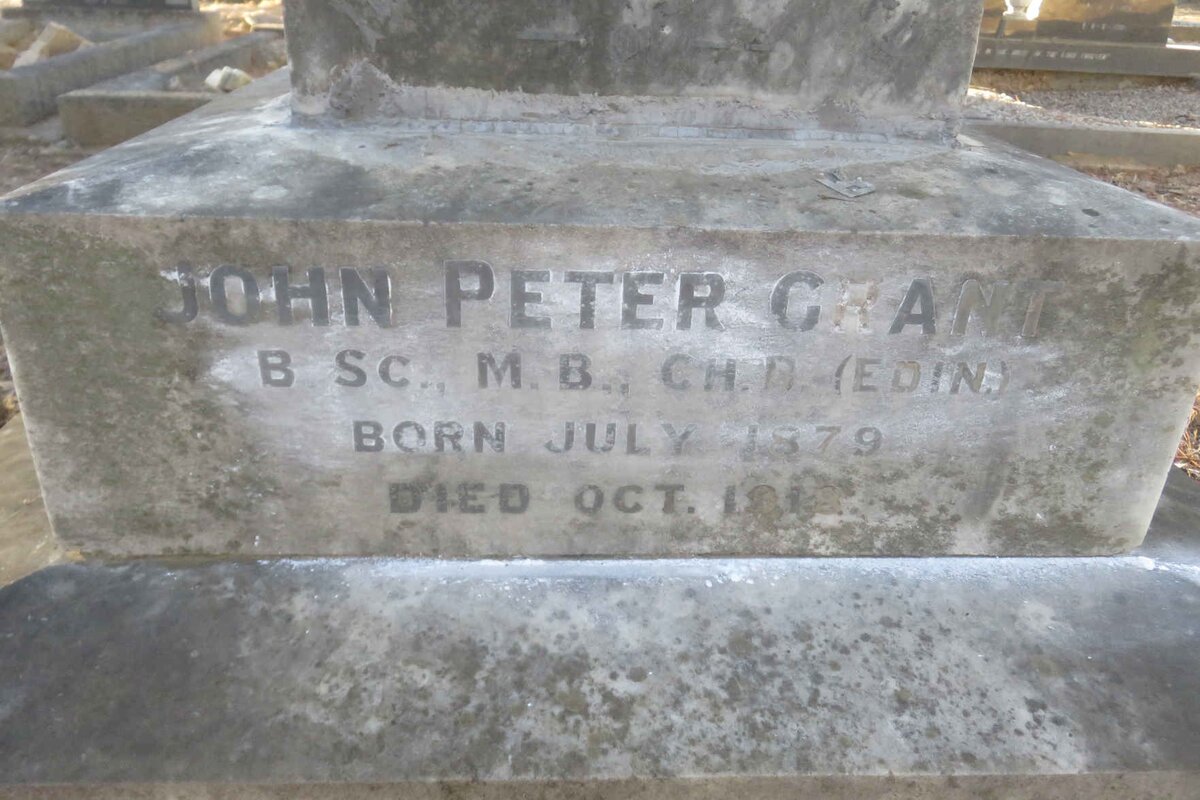 JOHN PETER GRANT
B Sc., M.B., CH.B. (EDIN.)
BORN JULY 1879
DIED OCT.